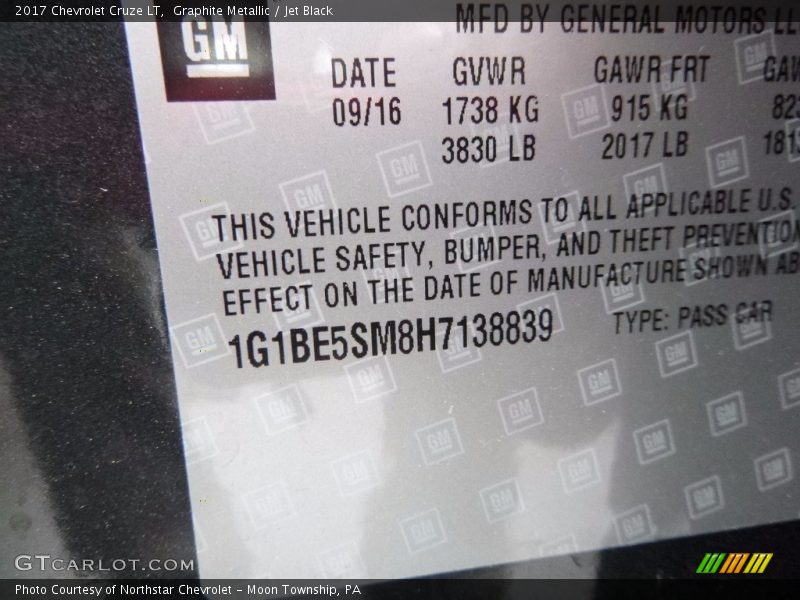 2017 Chevrolet Cruze LT, Graphite Metallic / Jet Black
GM
MFD BY GENERAL MOTORS LL
DATE GVWR GAWR FRT GAW
09/16 1738 KG 915 KG 82
3830 LB 2017 LB 181
THIS VEHICLE CONFORMS TO ALL APPLICABLE U.S.
VEHICLE SAFETY, BUMPER, AND THEFT PREVENTION
EFFECT ON THE DATE OF MANUFACTURE SHOWN AB
1G1BE5SM8H7138839 TYPE: PASS CAR
GTCARLOT.COM
Photo Courtesy of Northstar Chevrolet - Moon Township, PA